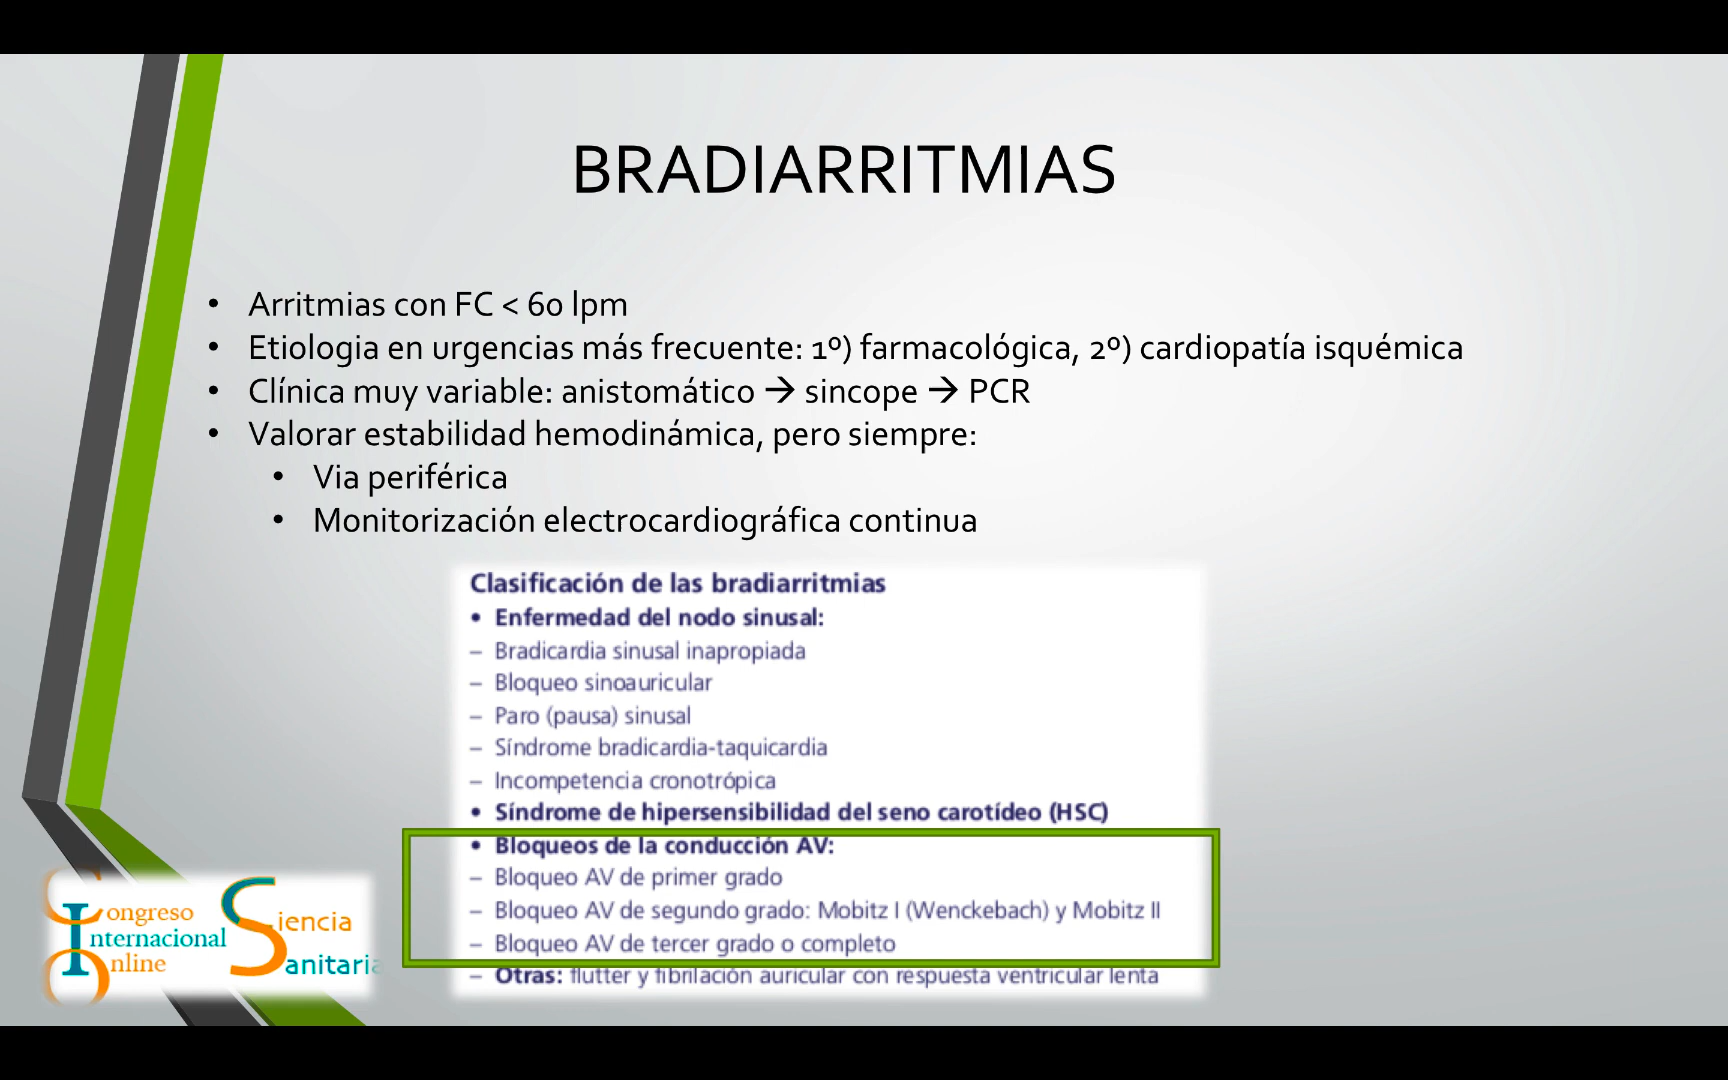 BRADIARRITMIAS
• Arritmias con FC < 60 lpm
• Etiologia en urgencias más frecuente: 1º) farmacológica, 2º) cardiopatía isquémica
• Clínica muy variable: anistomático → sincope → PCR
• Valorar estabilidad hemodinámica, pero siempre:
• Via periférica
• Monitorización electrocardiográfica continua
Clasificación de las bradiarritmias
• Enfermedad del nodo sinusal:
– Bradicardia sinusal inapropiada
– Bloqueo sinoauricular
– Paro (pausa) sinusal
– Síndrome bradicardia-taquicardia
– Incompetencia cronotrópica
• Síndrome de hipersensibilidad del seno carotídeo (HSC)
• Bloqueos de la conducción AV:
– Bloqueo AV de primer grado
– Bloqueo AV de segundo grado: Mobitz I (Wenckebach) y Mobitz II
– Bloqueo AV de tercer grado o completo
– Otras: flutter y fibrilación auricular con respuesta ventricular lenta
Congreso
Internacional
Online
Siencia
Sanitaria